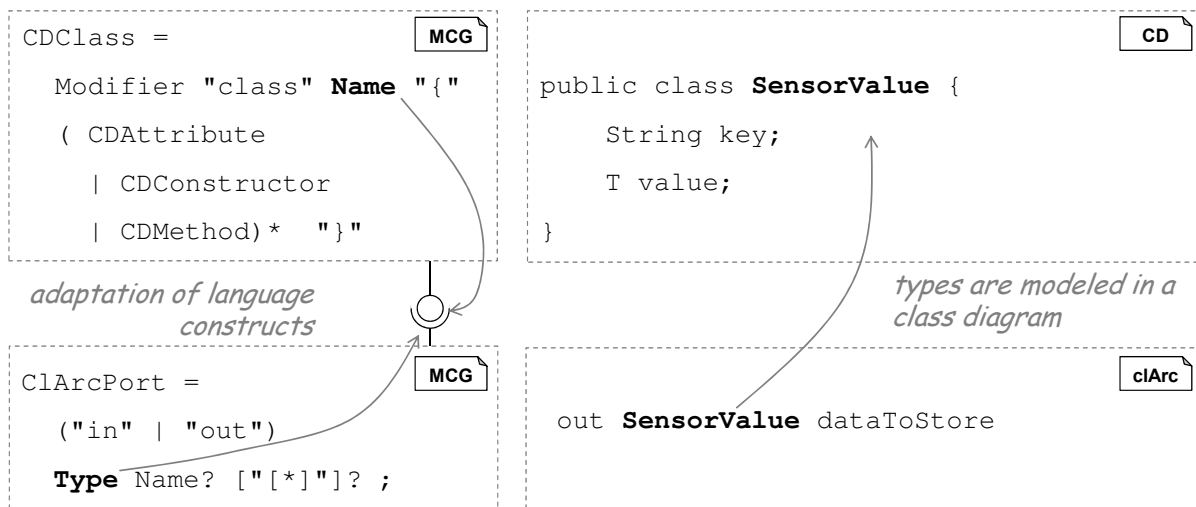 CDClass =
MCG
Modifier "class" Name "{"
( CDAttribute
| CDConstructor
| CDMethod)* "}"
CD
public class SensorValue {
String key;
T value;
}
adaptation of language
constructs
types are modeled in a
class diagram
ClArcPort =
MCG
("in" | "out")
Type Name? ["[*]"]? ;
clArc
out SensorValue dataToStore